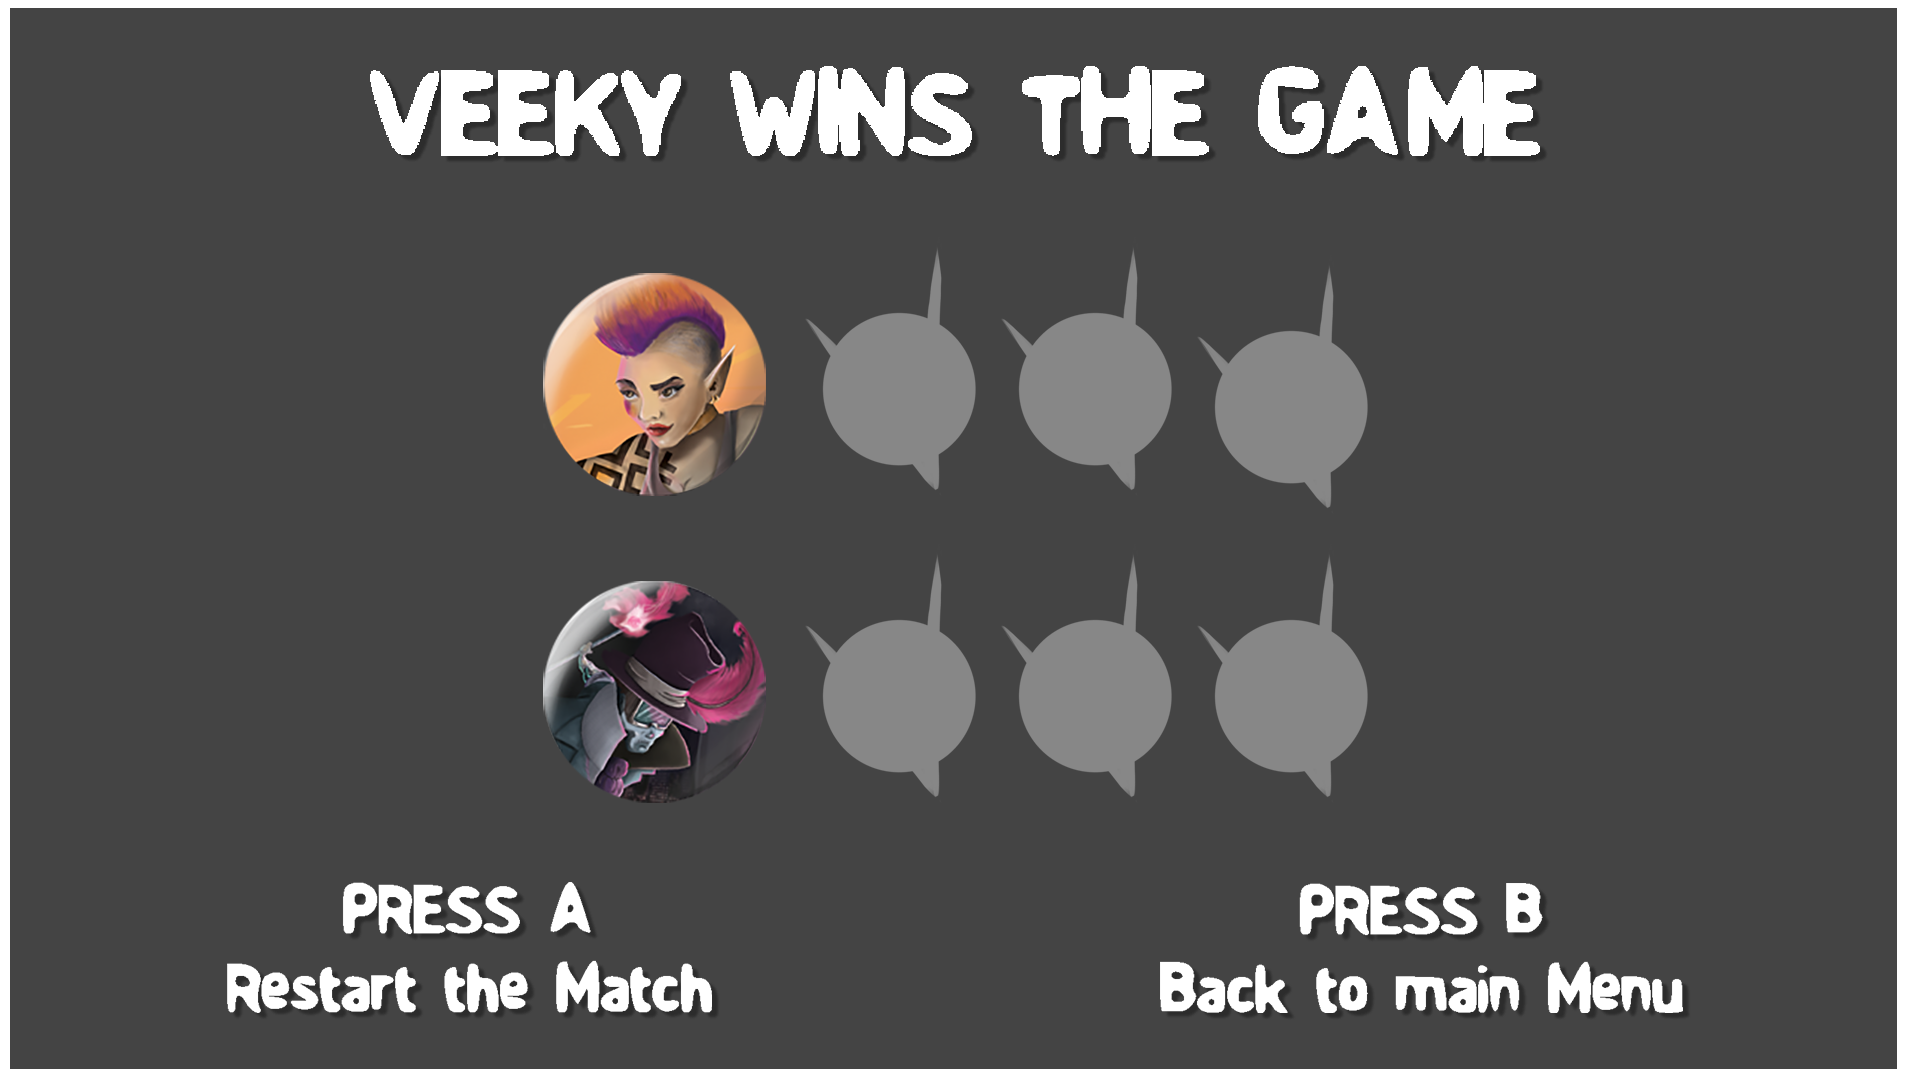 VEEKY WINS THE GAME
PRESS A
Restart the Match
PRESS B
Back to main Menu